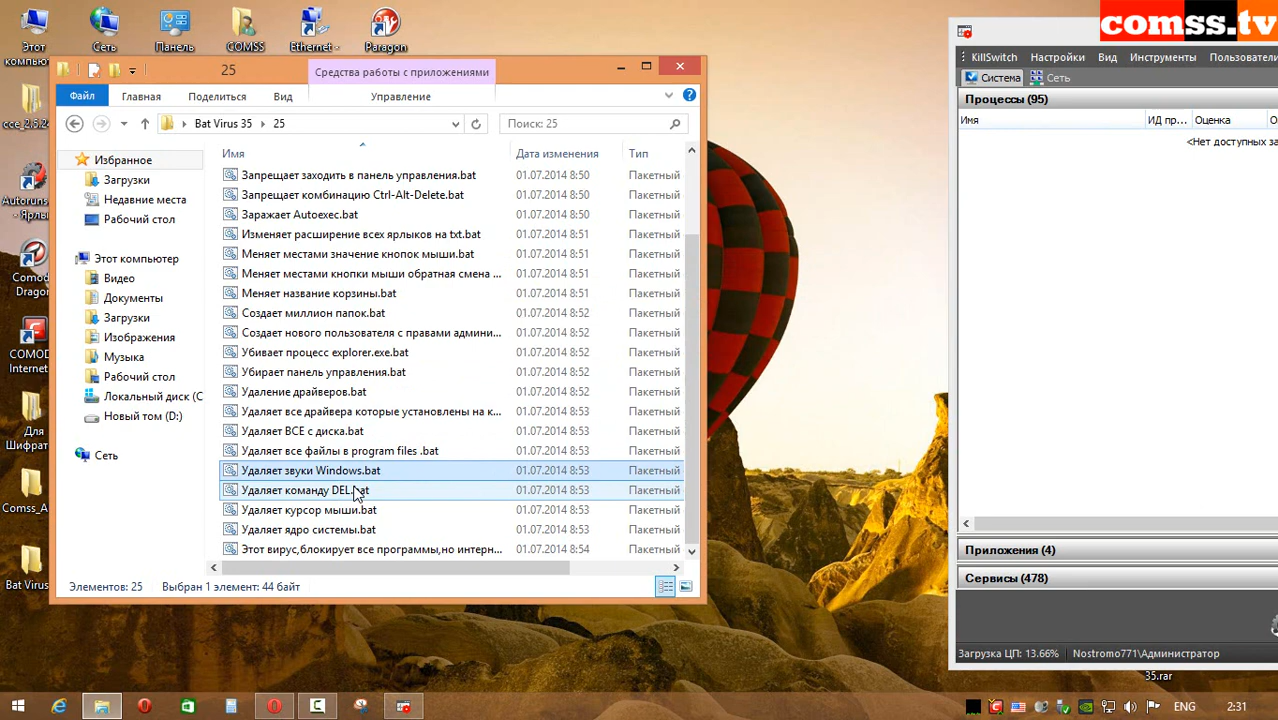 comss.tv
Этот
компью
Сеть
Панель
COMSS
Ethernet -
Paragon
cce_2.5.2
Autoruns
- Ярлы
Comod
Dragor
COMOD
Internet
Для
Шифрат
Comss_A
Bat Virus
25
Средства работы с приложениями
Файл
Главная
Поделиться
Вид
Управление
Bat Virus 35
25
Поиск: 25
Избранное
Загрузки
Недавние места
Рабочий стол
Этот компьютер
Видео
Документы
Загрузки
Изображения
Музыка
Рабочий стол
Локальный диск (C
Новый том (D:)
Сеть
Имя Дата изменения Тип
Запрещает заходить в панель управления.bat 01.07.2014 8:50 Пакетный
Запрещает комбинацию Ctrl-Alt-Delete.bat 01.07.2014 8:50 Пакетный
Заражает Autoexec.bat 01.07.2014 8:50 Пакетный
Изменяет расширение всех ярлыков на txt.bat 01.07.2014 8:51 Пакетный
Меняет местами значение кнопок мыши.bat 01.07.2014 8:51 Пакетный
Меняет местами кнопки мыши обратная смена ... 01.07.2014 8:51 Пакетный
Меняет название корзины.bat 01.07.2014 8:51 Пакетный
Создает миллион папок.bat 01.07.2014 8:52 Пакетный
Создает нового пользователя с правами админи... 01.07.2014 8:52 Пакетный
Убивает процесс explorer.exe.bat 01.07.2014 8:52 Пакетный
Убирает панель управления.bat 01.07.2014 8:52 Пакетный
Удаление драйверов.bat 01.07.2014 8:52 Пакетный
Удаляет все драйвера которые установлены на к... 01.07.2014 8:53 Пакетный
Удаляет ВСЕ с диска.bat 01.07.2014 8:53 Пакетный
Удаляет все файлы в program files .bat 01.07.2014 8:53 Пакетный
Удаляет звуки Windows.bat 01.07.2014 8:53 Пакетный
Удаляет команду DEL.bat 01.07.2014 8:53 Пакетный
Удаляет курсор мыши.bat 01.07.2014 8:53 Пакетный
Удаляет ядро системы.bat 01.07.2014 8:53 Пакетный
Этот вирус,блокирует все программы,но интерн... 01.07.2014 8:54 Пакетный
Элементов: 25 Выбран 1 элемент: 44 байт
KillSwitch Настройки Вид Инструменты Пользователи
Система Сеть
Процессы (95)
Имя ИД пр... Оценка О
<Нет доступных за
Приложения (4)
Сервисы (478)
Загрузка ЦП: 13.66% Nostromo771\Администратор
35.rar
ENG 2:31